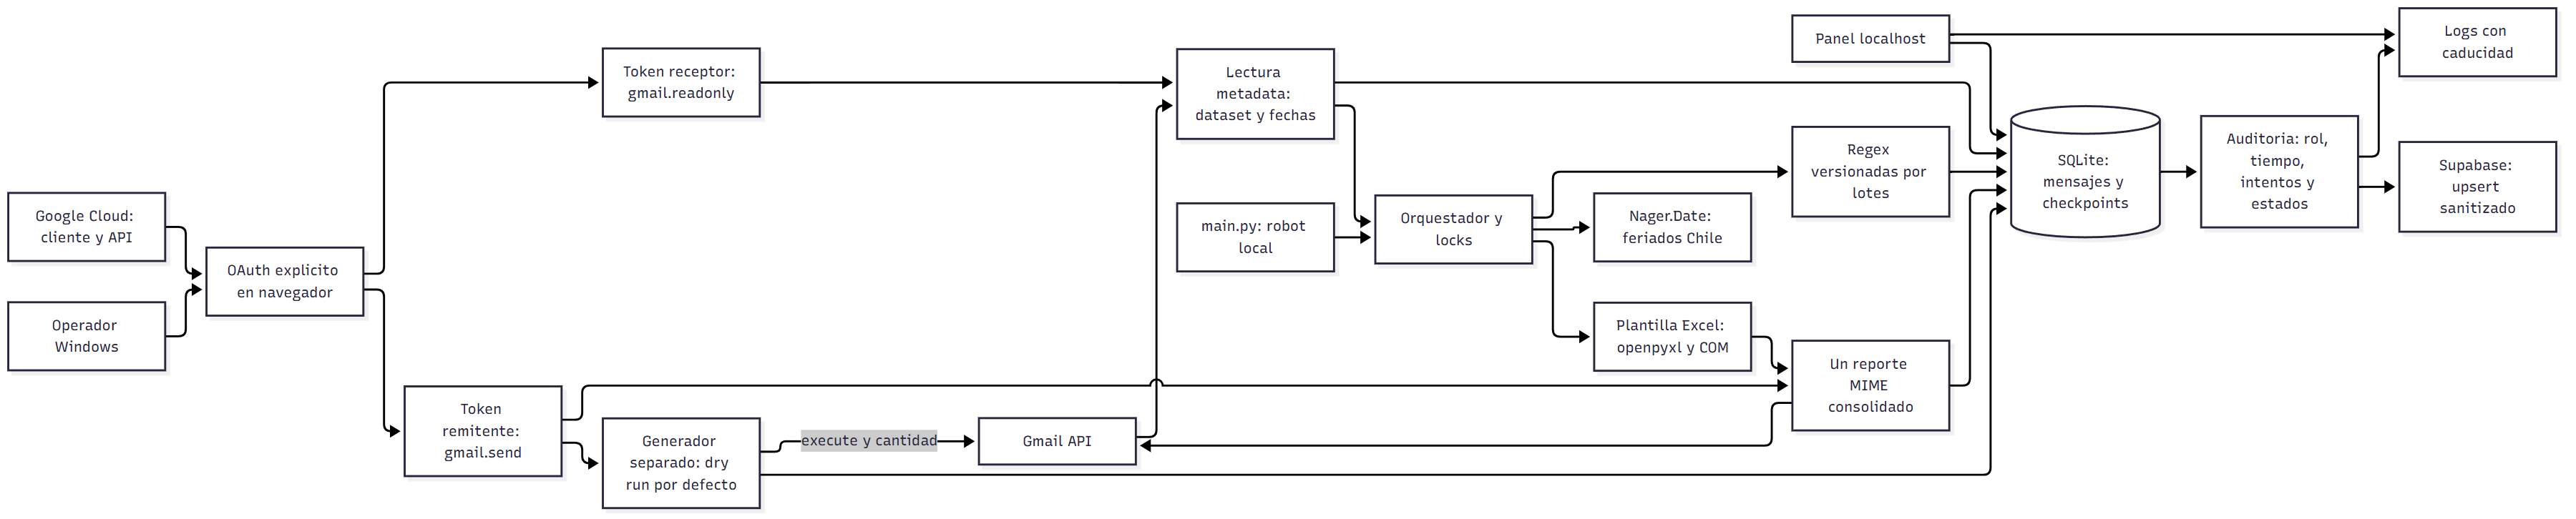 Google Cloud:
cliente y API
Operador
Windows
OAuth explicito
en navegador
Token receptor:
gmail.readonly
Token
remitente:
gmail.send
Generador
separado: dry
run por defecto
execute y cantidad
Gmail API
Lectura
metadata:
dataset y fechas
main.py: robot
local
Orquestador y
locks
Nager.Date:
feriados Chile
Plantilla Excel:
openpyxl y COM
Panel localhost
Regex
versionadas por
lotes
Un reporte
MIME
consolidado
SQLite:
mensajes y
checkpoints
Auditoria: rol,
tiempo,
intentos y
estados
Logs con
caducidad
Supabase:
upsert
sanitizado